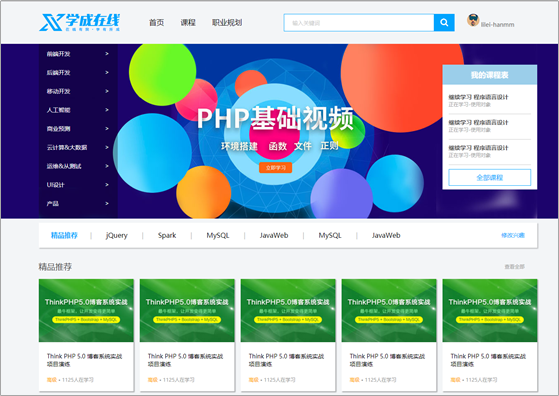 学成在线
首页 课程 职业规划
输入关键词
lilei-hanmm
前端开发 >
后端开发 >
移动开发 >
人工智能 >
商业预测 >
云计算&大数据 >
运维&从测试 >
UI设计 >
产品 >
PHP基础视频
环境搭建 函数 文件 正则
立即学习
我的课程表
继续学习 程序语言设计
正在学习-使用对象
继续学习 程序语言设计
正在学习-使用对象
继续学习 程序语言设计
正在学习-使用对象
全部课程
精品推荐 | jQuery | Spark | MySQL | JavaWeb | MySQL | JavaWeb
修改兴趣
精品推荐
查看全部
ThinkPHP5.0博客系统实战
ThinkPHP5 + Bootstrap + MySQL
ThinkPHP5.0博客系统实战
ThinkPHP5 + Bootstrap + MySQL
ThinkPHP5.0博客系统实战
ThinkPHP5 + Bootstrap + MySQL
ThinkPHP5.0博客系统实战
ThinkPHP5 + Bootstrap + MySQL
ThinkPHP5.0博客系统实战
ThinkPHP5 + Bootstrap + MySQL
Think PHP 5.0 博客系统实战
项目演练
Think PHP 5.0 博客系统实战
项目演练
Think PHP 5.0 博客系统实战
项目演练
Think PHP 5.0 博客系统实战
项目演练
Think PHP 5.0 博客系统实战
项目演练
高级 • 1125人在学习
高级 • 1125人在学习
高级 • 1125人在学习
高级 • 1125人在学习
高级 • 1125人在学习